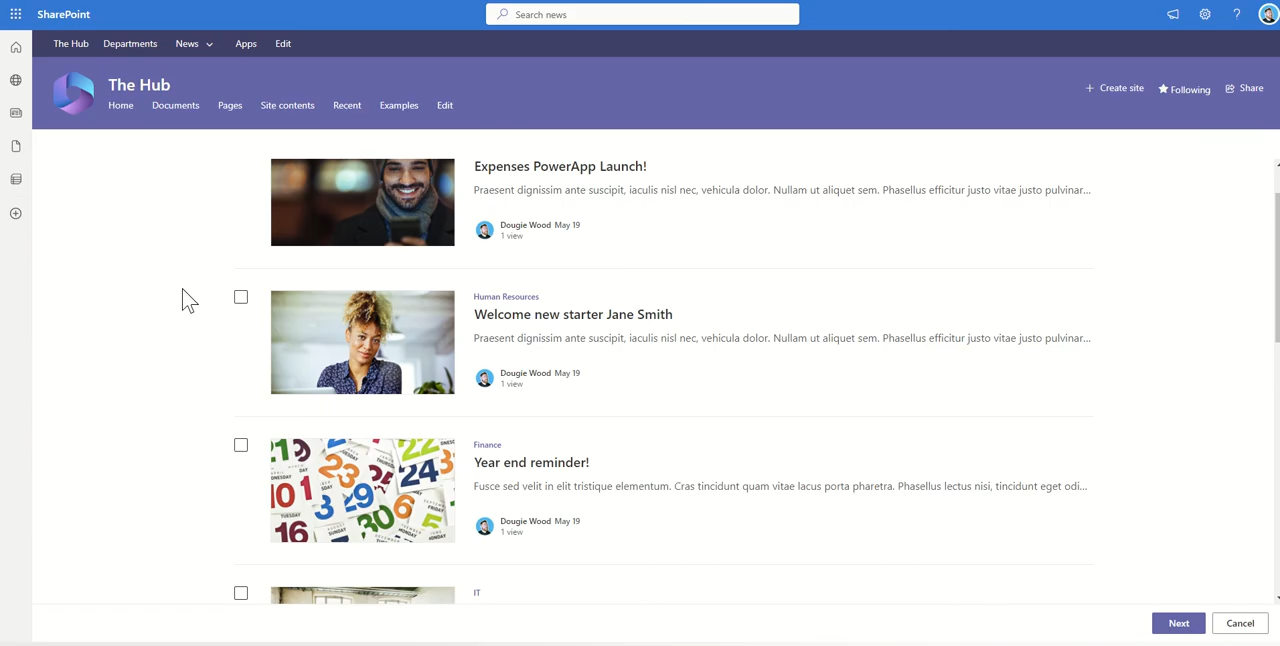 SharePoint
Search news
The Hub Departments News Apps Edit
The Hub
Home Documents Pages Site contents Recent Examples Edit
Create site Following Share
Expenses PowerApp Launch!
Praesent dignissim ante suscipit, iaculis nisl nec, vehicula dolor. Nullam ut aliquet sem. Phasellus efficitur justo vitae justo pulvinar...
Dougie Wood May 19
1 view
Human Resources
Welcome new starter Jane Smith
Praesent dignissim ante suscipit, iaculis nisl nec, vehicula dolor. Nullam ut aliquet sem. Phasellus efficitur justo vitae justo pulvinar...
Dougie Wood May 19
1 view
Finance
Year end reminder!
Fusce sed velit in elit tristique elementum. Cras tincidunt quam vitae lacus porta pharetra. Phasellus lectus nisi, tincidunt eget odi...
Dougie Wood May 19
1 view
IT
Next Cancel